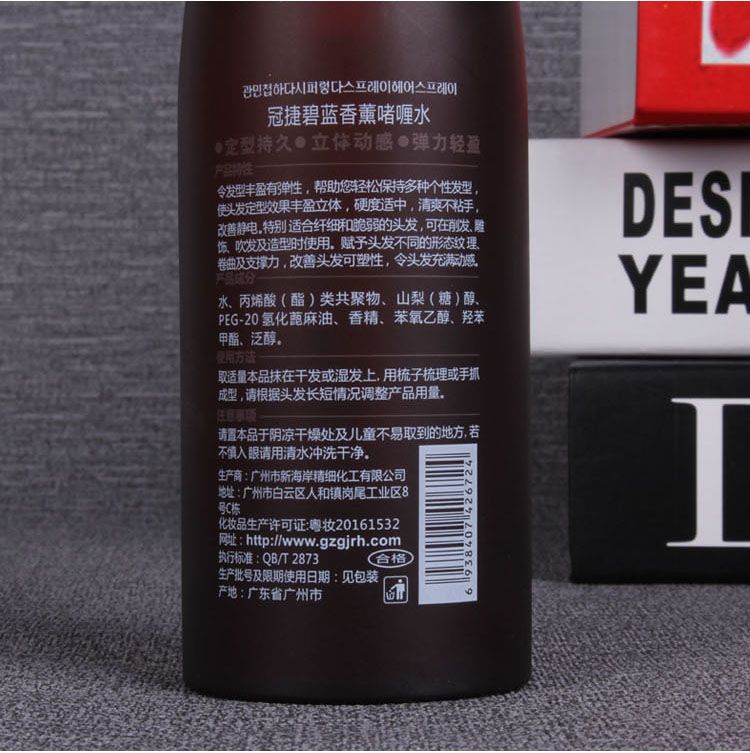 관민첩하다시퍼렁다스프레이헤어스프레이
冠捷碧蓝香薰啫喱水
●定型持久●立体动感●弹力轻盈
产品特性
令发型丰盈有弹性，帮助您轻松保持多种个性发型，
使头发定型效果丰盈立体，硬度适中，清爽不粘手，
改善静电。特别适合纤细和脆弱的头发，可在削发、雕
饰、吹发及造型时使用。赋予头发不同的形态纹理、
卷曲及支撑力，改善头发可塑性，令头发充满动感。
产品成分
水、丙烯酸（酯）类共聚物、山梨（糖）醇、
PEG-20氢化蓖麻油、香精、苯氧乙醇、羟苯
甲酯、泛醇。
使用方法
取适量本品抹在干发或湿发上，用梳子梳理或手抓
成型，请根据头发长短情况调整产品用量。
注意事项
请置本品于阴凉干燥处及儿童不易取到的地方，若
不慎入眼请用清水冲洗干净。
生产商：广州市新海岸精细化工有限公司
地址：广州市白云区人和镇岗尾工业区8
号C栋
化妆品生产许可证:粤妆20161532
http://www.gzgjrh.com
执行标准：QB/T 2873
合格
生产批号及限期使用日期：见包装
产地：广东省广州市
6 938407 426724
DESI
YEA
D